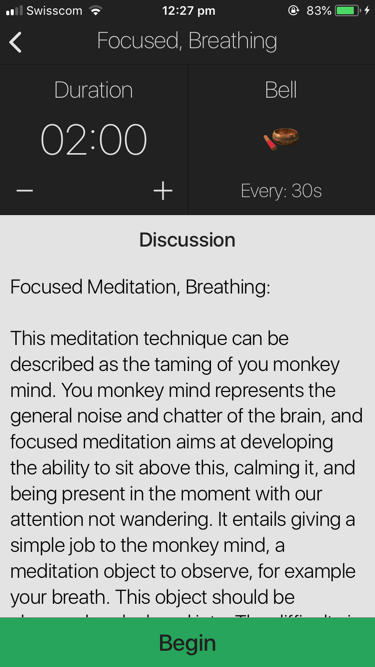 Swisscom 12:27 pm 83%
Focused, Breathing
Duration Bell
02:00
− + Every: 30s
Discussion
Focused Meditation, Breathing:
This meditation technique can be
described as the taming of you monkey
mind. You monkey mind represents the
general noise and chatter of the brain, and
focused meditation aims at developing
the ability to sit above this, calming it, and
being present in the moment with our
attention not wandering. It entails giving a
simple job to the monkey mind, a
meditation object to observe, for example
your breath. This object should be
Begin